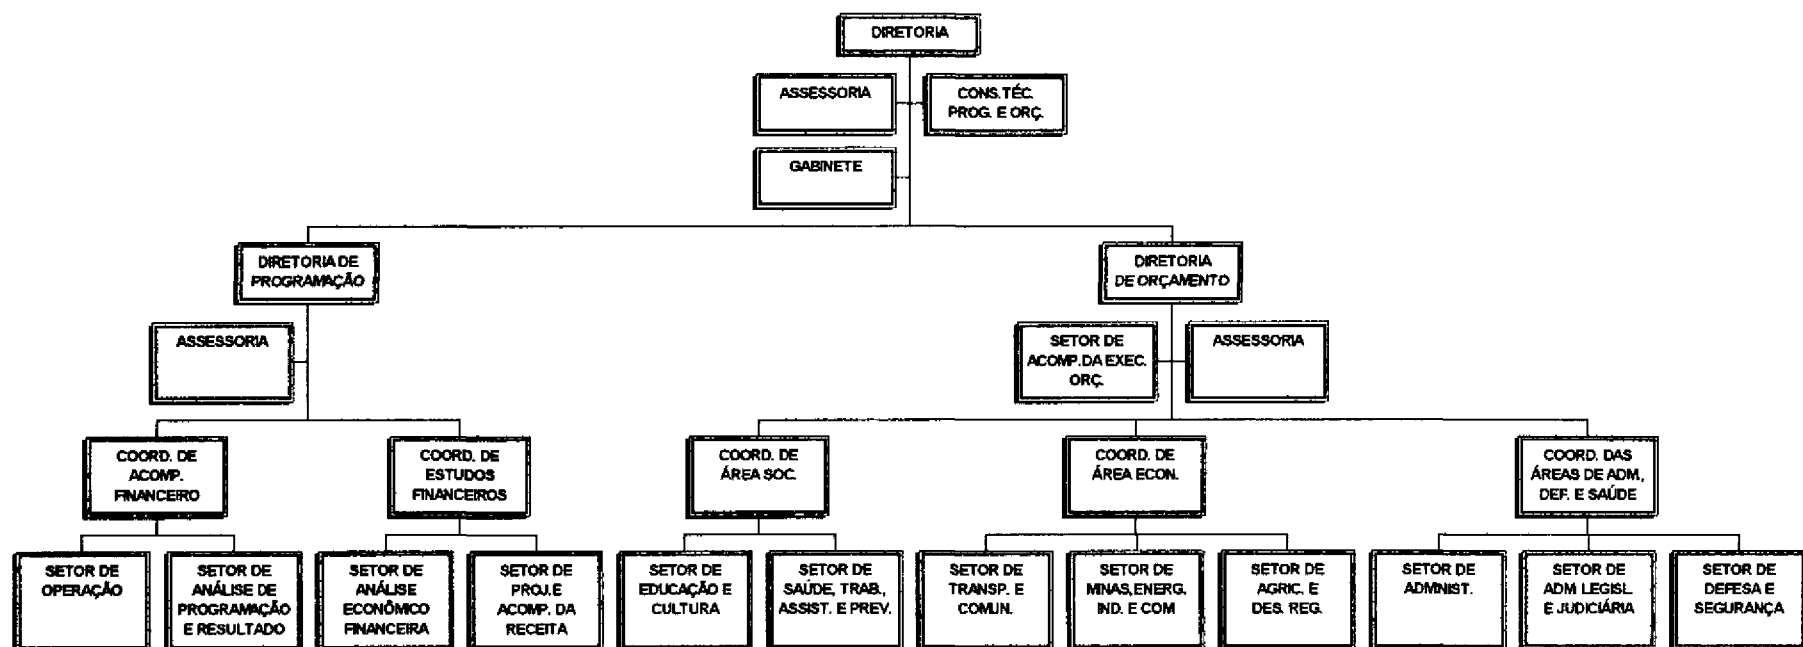 DIRETORIA
ASSESSORIA
CONS.TÉC.
PROG. E ORÇ.
GABINETE
DIRETORIA DE
PROGRAMAÇÃO
DIRETORIA
DE ORÇAMENTO
ASSESSORIA
SETOR DE
ACOMP.DA EXEC.
ORÇ.
ASSESSORIA
COORD. DE
ACOMP.
FINANCEIRO
COORD. DE
ESTUDOS
FINANCEIROS
COORD. DE
ÁREA SOC.
COORD. DE
ÁREA ECON.
COORD. DAS
ÁREAS DE ADM,
DEF. E SAÚDE
SETOR DE
OPERAÇÃO
SETOR DE
ANÁLISE DE
PROGRAMAÇÃO
E RESULTADO
SETOR DE
ANÁLISE
ECONÔMICO
FINANCEIRA
SETOR DE
PROJ.E
ACOMP. DA
RECEITA
SETOR DE
EDUCAÇÃO E
CULTURA
SETOR DE
SAÚDE, TRAB.,
ASSIST. E PREV.
SETOR DE
TRANSP. E
COMUN.
SETOR DE
MINAS,ENERG.
IND. E COM
SETOR DE
AGRIC. E
DES. REG.
SETOR DE
ADMNIST.
SETOR DE
ADM LEGISL.
E JUDICIÁRIA
SETOR DE
DEFESA E
SEGURANÇA